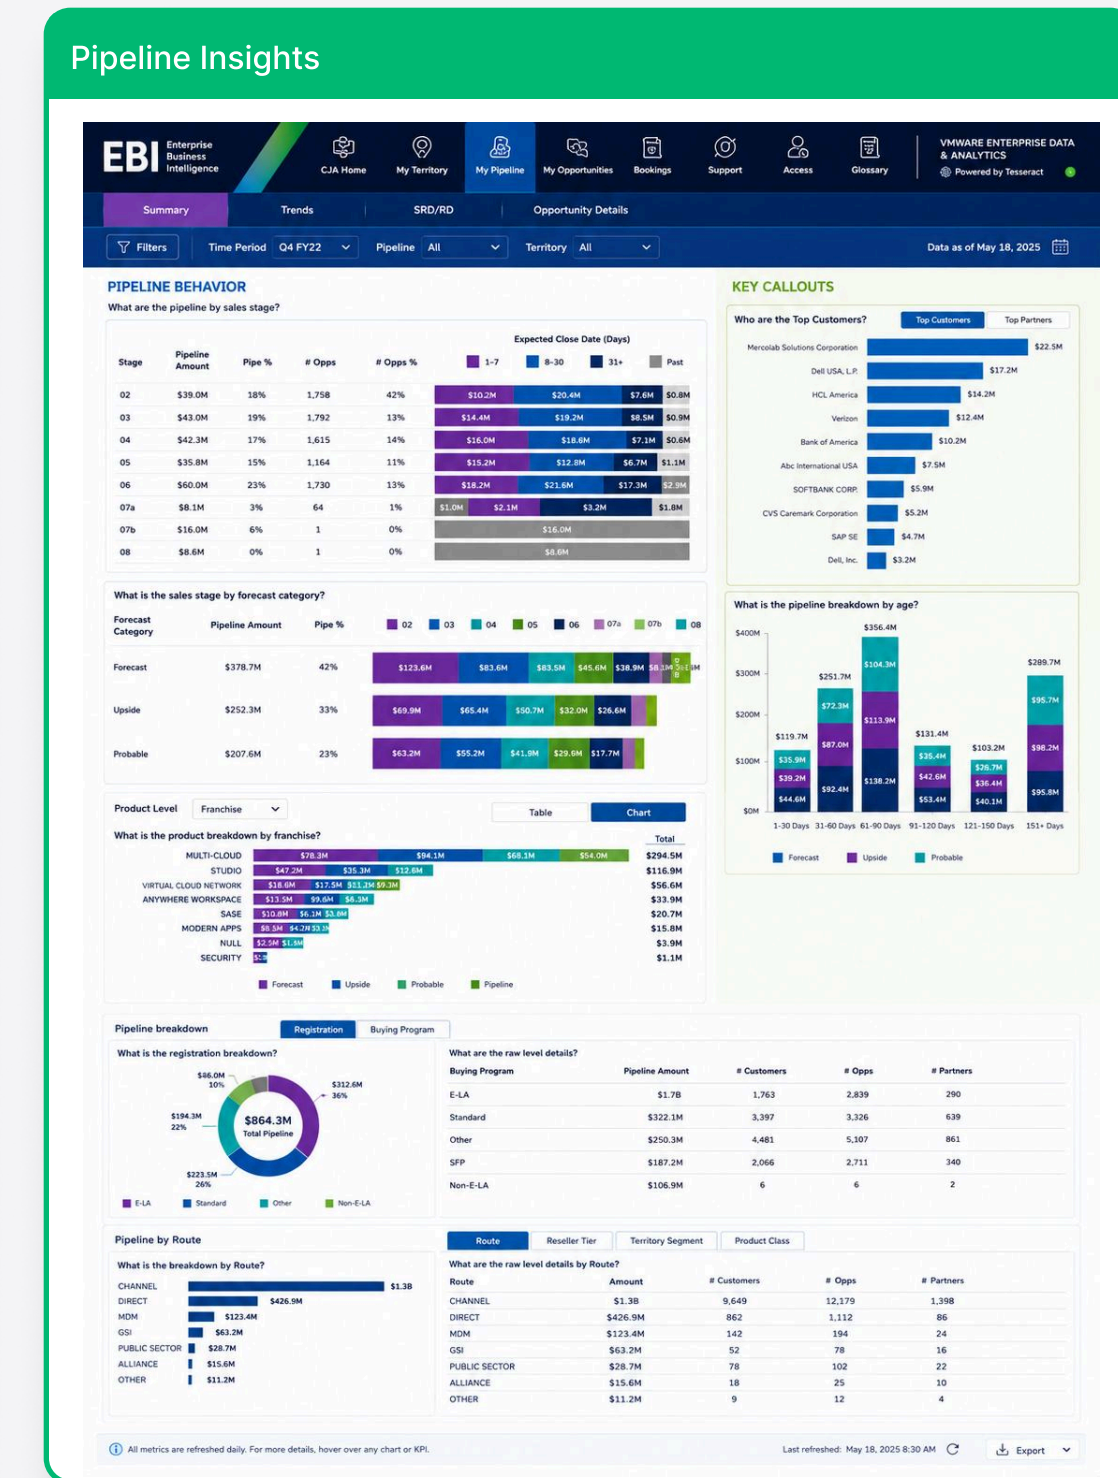 Pipeline Insights
EBI Enterprise Business Intelligence
CJA Home My Territory My Pipeline My Opportunities Bookings Support Access Glossary
VMWARE ENTERPRISE DATA & ANALYTICS
Powered by Tesseract
Summary Trends SRD/RD Opportunity Details
Filters Time Period Q4 FY22 Pipeline All Territory All Data as of May 18, 2025
PIPELINE BEHAVIOR
What are the pipeline by sales stage?
Expected Close Date (Days)
Stage Pipeline Amount Pipe % # Opps # Opps % 1-7 8-30 31+ Past
02 $39.0M 18% 1,758 42% $10.2M $20.4M $7.6M $0.8M
03 $43.0M 19% 1,792 13% $14.4M $19.2M $8.5M $0.9M
04 $42.3M 17% 1,615 14% $16.0M $18.6M $7.1M $0.6M
05 $35.8M 15% 1,164 11% $15.2M $12.8M $6.7M $1.1M
06 $60.0M 23% 1,730 13% $18.2M $21.6M $17.3M $2.9M
07a $8.1M 3% 64 1% $1.0M $2.1M $3.2M $1.8M
07b $16.0M 6% 1 0% $16.0M
08 $8.6M 0% 1 0% $8.6M
What is the sales stage by forecast category?
Forecast Category Pipeline Amount Pipe % 02 03 04 05 06 07a 07b 08
Forecast $378.7M 42% $123.6M $83.6M $83.5M $45.6M $38.9M
Upside $252.3M 33% $69.9M $65.4M $50.7M $32.0M $26.6M
Probable $207.6M 23% $63.2M $55.2M $41.9M $29.6M $17.7M
Product Level Franchise Table Chart
What is the product breakdown by franchise? Total
MULTI-CLOUD $78.3M $94.1M $68.1M $54.0M $294.5M
STUDIO $47.2M $35.3M $12.6M $116.9M
VIRTUAL CLOUD NETWORK $18.6M $17.5M $11.2M $9.3M $56.6M
ANYWHERE WORKSPACE $13.5M $9.6M $6.3M $33.9M
SASE $10.8M $6.1M $3.8M $20.7M
MODERN APPS $8.5M $4.2M $15.8M
NULL $2.5M $1.5M $3.9M
SECURITY $1.1M
Forecast Upside Probable Pipeline
KEY CALLOUTS
Who are the Top Customers? Top Customers Top Partners
Mercolab Solutions Corporation $22.5M
Dell USA, L.P. $17.2M
HCL America $14.2M
Verizon $12.4M
Bank of America $10.2M
Abc International USA $7.5M
SOFTBANK CORP. $5.9M
CVS Caremark Corporation $5.2M
SAP SE $4.7M
Dell, Inc. $3.2M
What is the pipeline breakdown by age?
$400M $300M $200M $100M $0M
$119.7M $251.7M $356.4M $131.4M $103.2M $289.7M
$35.9M $72.3M $104.3M $35.4M $26.7M $95.7M
$39.2M $87.0M $113.9M $42.6M $36.4M $98.2M
$44.6M $92.4M $138.2M $53.4M $40.1M $95.8M
1-30 Days 31-60 Days 61-90 Days 91-120 Days 121-150 Days 151+ Days
Forecast Upside Probable
Pipeline breakdown Registration Buying Program
What is the registration breakdown?
$86.0M 10%
$312.6M 36%
$194.3M 22%
$864.3M Total Pipeline
$223.5M 26%
E-LA Standard Other Non-E-LA
What are the raw level details?
Buying Program Pipeline Amount # Customers # Opps # Partners
E-LA $1.7B 1,763 2,839 290
Standard $322.1M 3,397 3,326 639
Other $250.3M 4,481 5,107 861
SFP $187.2M 2,066 2,711 340
Non-E-LA $106.9M 6 6 2
Pipeline by Route
What is the breakdown by Route?
CHANNEL $1.3B
DIRECT $426.9M
MDM $123.4M
GSI $63.2M
PUBLIC SECTOR $28.7M
ALLIANCE $15.6M
OTHER $11.2M
Route Reseller Tier Territory Segment Product Class
What are the raw level details by Route?
Route Amount # Customers # Opps # Partners
CHANNEL $1.3B 9,649 12,179 1,398
DIRECT $426.9M 862 1,112 86
MDM $123.4M 142 194 24
GSI $63.2M 52 78 16
PUBLIC SECTOR $28.7M 78 102 22
ALLIANCE $15.6M 18 25 10
OTHER $11.2M 9 12 4
All metrics are refreshed daily. For more details, hover over any chart or KPI.
Last refreshed: May 18, 2025 8:30 AM Export